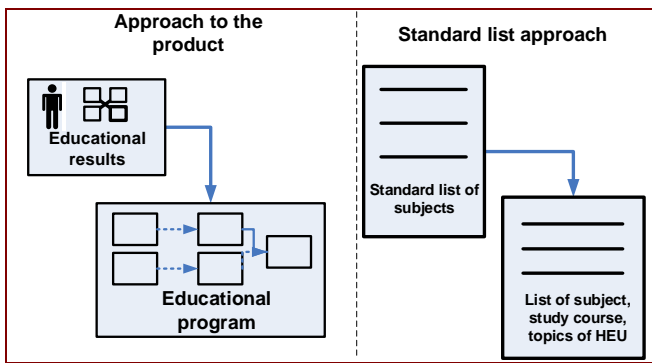 Approach to the
product
Educational
results
Educational
program
Standard list approach
Standard list of
subjects
List of subject,
study course,
topics of HEU